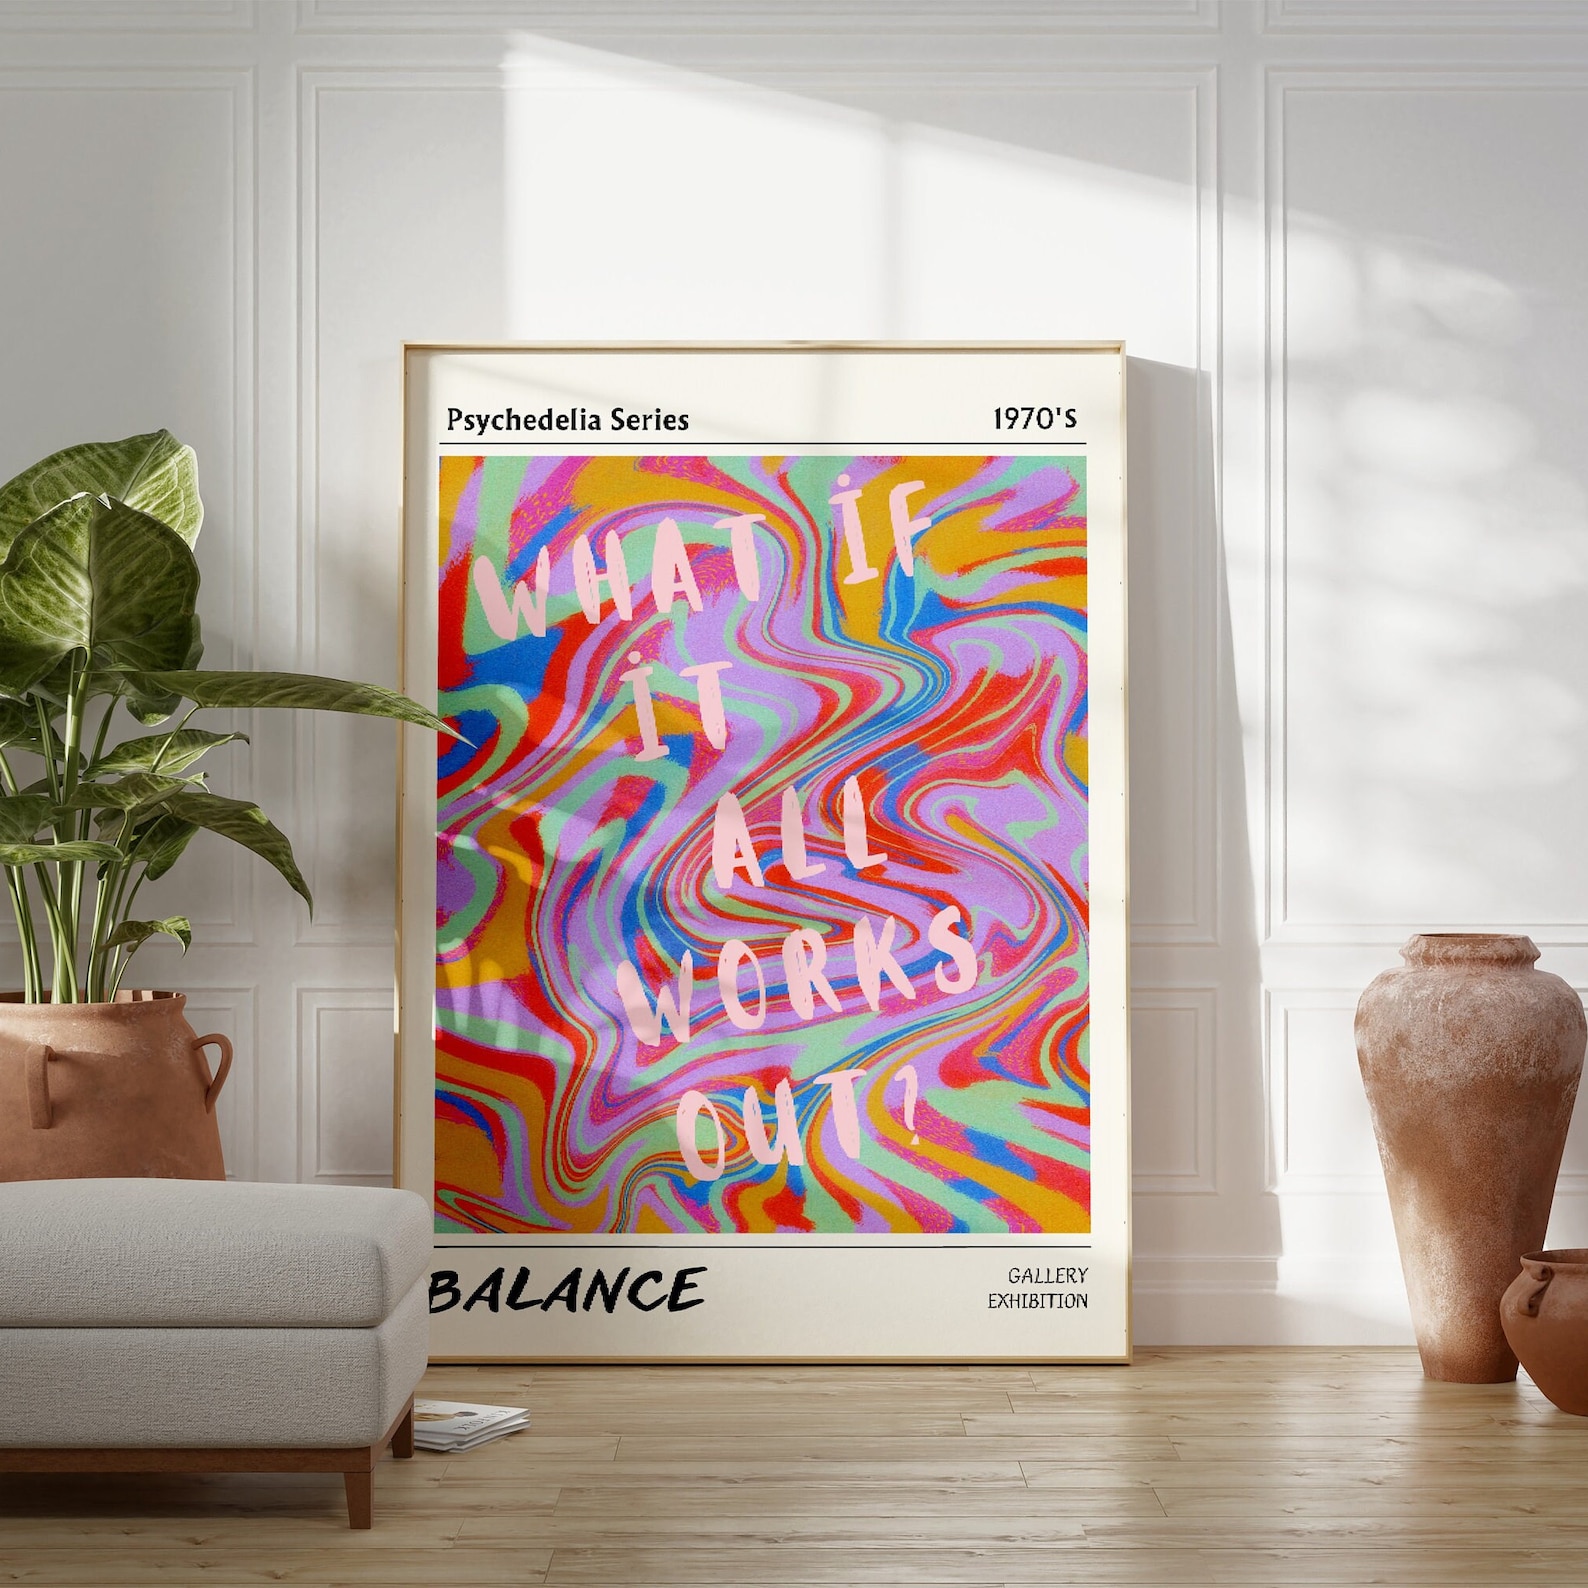 Psychedelia Series 1970's
WHAT İF
İT
ALL
WORKS
OUT?
BALANCE
GALLERY
EXHIBITION